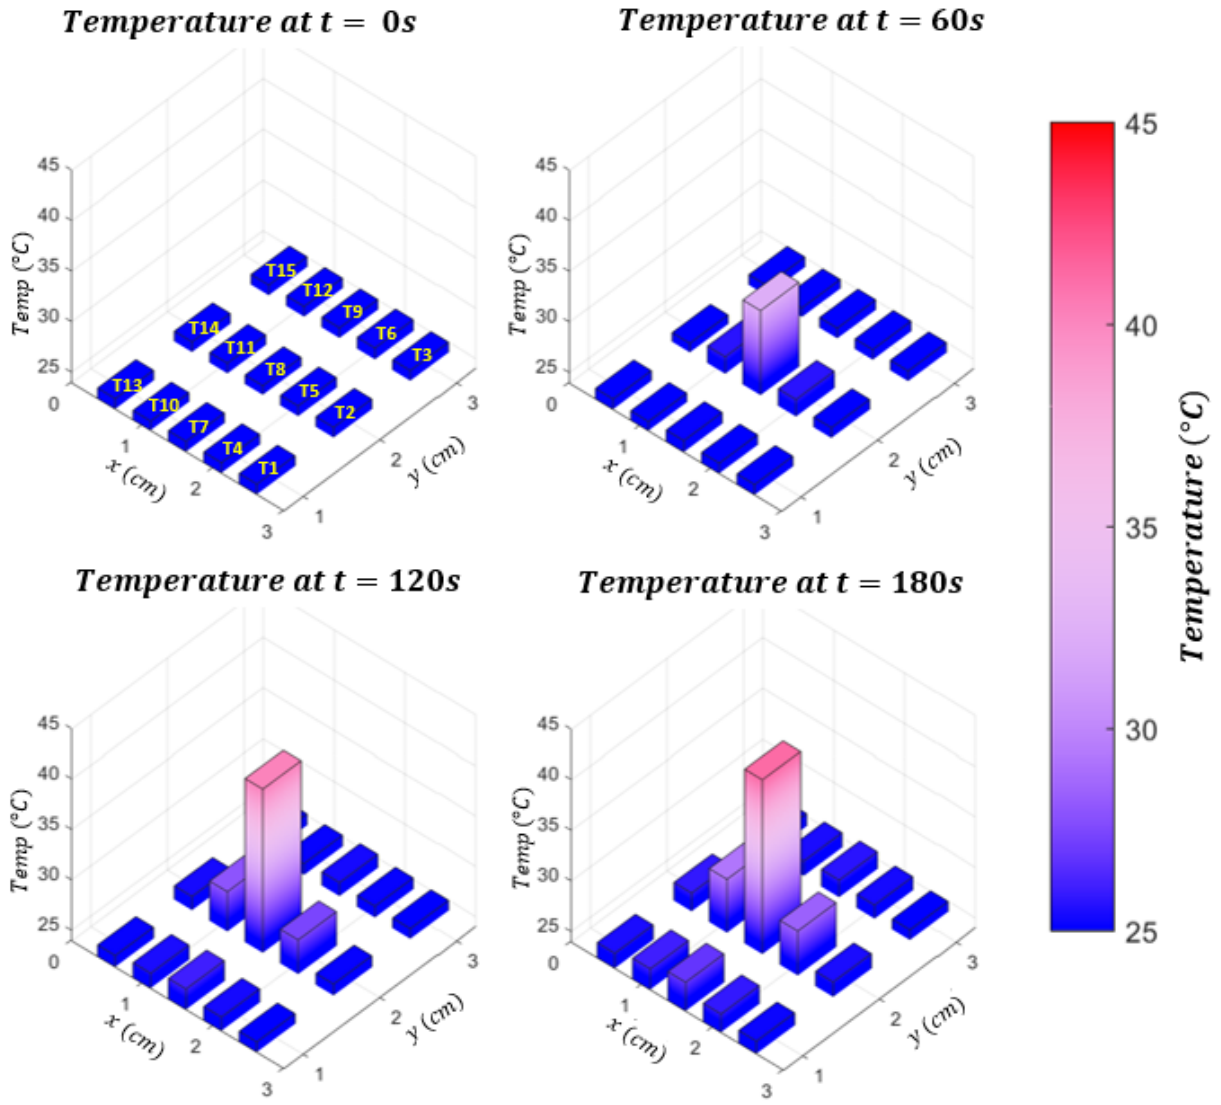 Temperature at t = 0s
45
40
35
30
25
Temp (°C)
T15
T12
T9
T6
T3
T14
T11
T8
T5
T2
T13
T10
T7
T4
T1
0
1
2
3
x (cm)
1
2
3
y (cm)
Temperature at t = 60s
45
40
35
30
25
Temp (°C)
0
1
2
3
x (cm)
1
2
3
y (cm)
Temperature at t = 120s
45
40
35
30
25
Temp (°C)
0
1
2
3
x (cm)
1
2
3
y (cm)
Temperature at t = 180s
45
40
35
30
25
Temp (°C)
0
1
2
3
x (cm)
1
2
3
y (cm)
45
40
35
30
25
Temperature (°C)